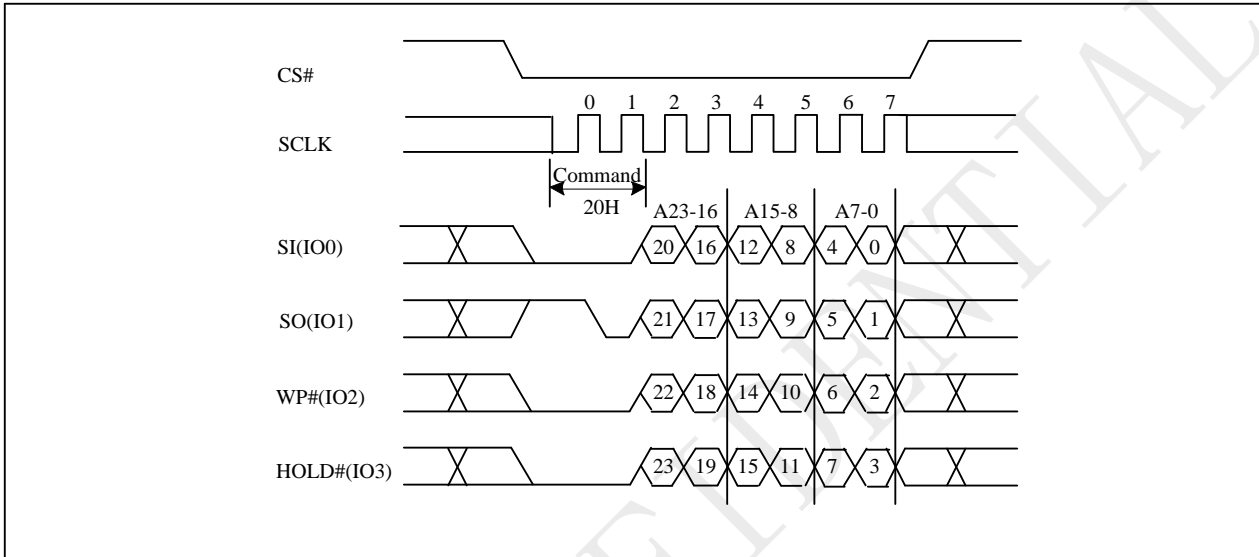 CS#
0 1 2 3 4 5 6 7
SCLK
Command
20H
A23-16 A15-8 A7-0
SI(IO0) 20 16 12 8 4 0
SO(IO1) 21 17 13 9 5 1
WP#(IO2) 22 18 14 10 6 2
HOLD#(IO3) 23 19 15 11 7 3
IDENTIAL